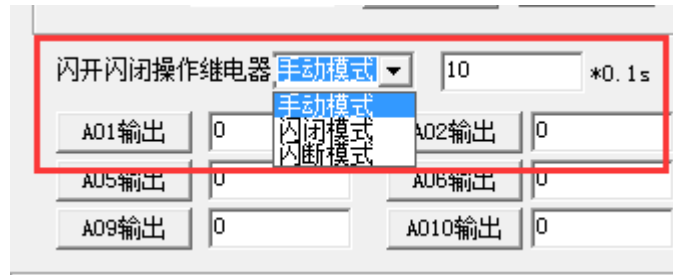 闪开闪闭操作继电器 手动模式 10 *0.1s
手动模式
闪闭模式
闪断模式
A01输出 0 A02输出 0
A05输出 0 A06输出 0
A09输出 0 A010输出 0